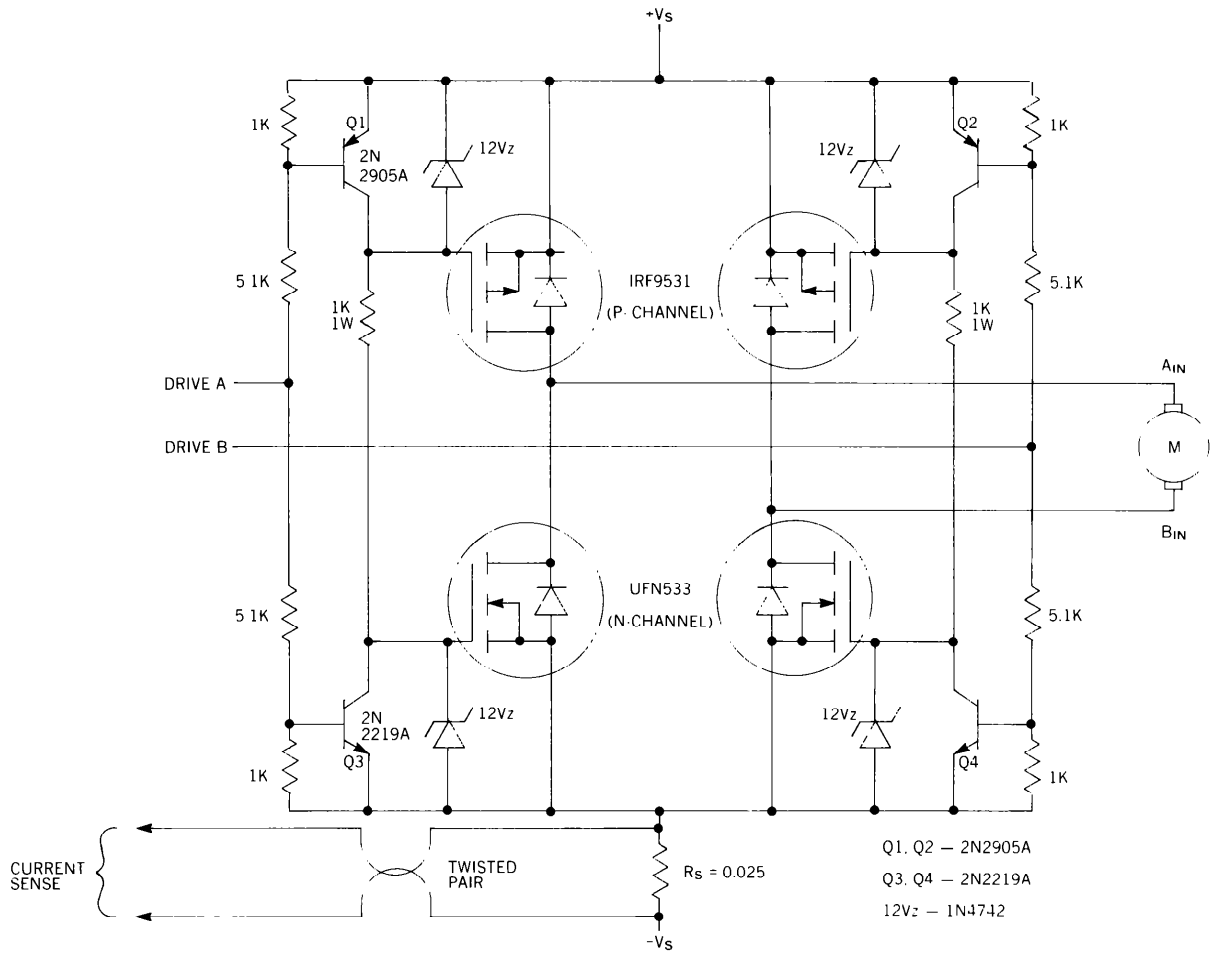 +Vs
1K
Q1
2N
2905A
12Vz
12Vz
Q2
1K
5 1K
1K
1W
IRF9531
(P- CHANNEL)
1K
1W
5.1K
DRIVE A
AIN
DRIVE B
M
BIN
5 1K
UFN533
(N-CHANNEL)
5.1K
2N
2219A
Q3
12Vz
12Vz
Q4
1K
1K
CURRENT
SENSE
TWISTED
PAIR
Rs = 0.025
Q1, Q2 — 2N2905A
Q3, Q4 — 2N2219A
12Vz — 1N4742
–Vs